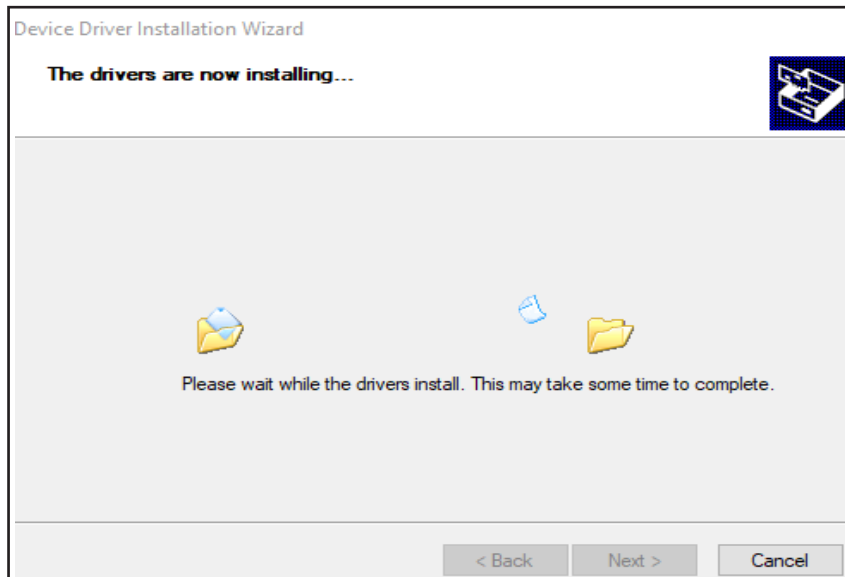 Device Driver Installation Wizard
The drivers are now installing...
Please wait while the drivers install. This may take some time to complete.
< Back
Next >
Cancel